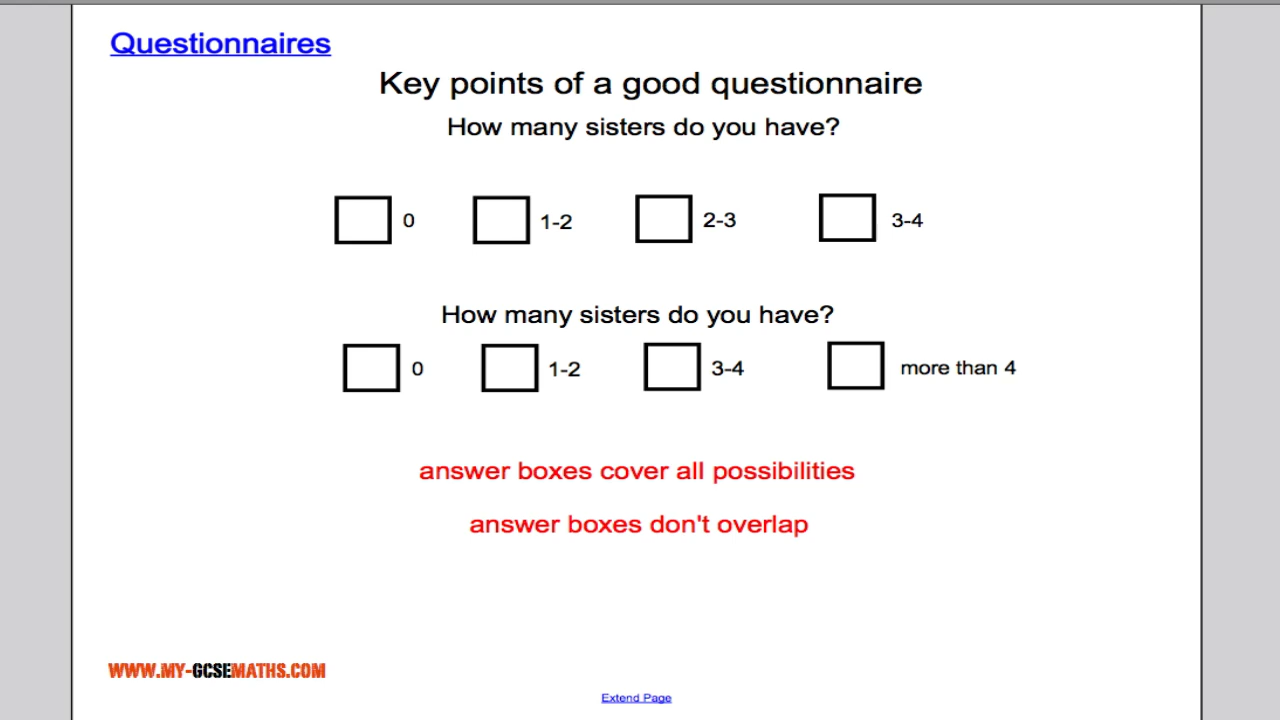 Questionnaires
Key points of a good questionnaire
How many sisters do you have?
0 1-2 2-3 3-4
How many sisters do you have?
0 1-2 3-4 more than 4
answer boxes cover all possibilities
answer boxes don't overlap
WWW.MY-GCSEMATHS.COM
Extend Page